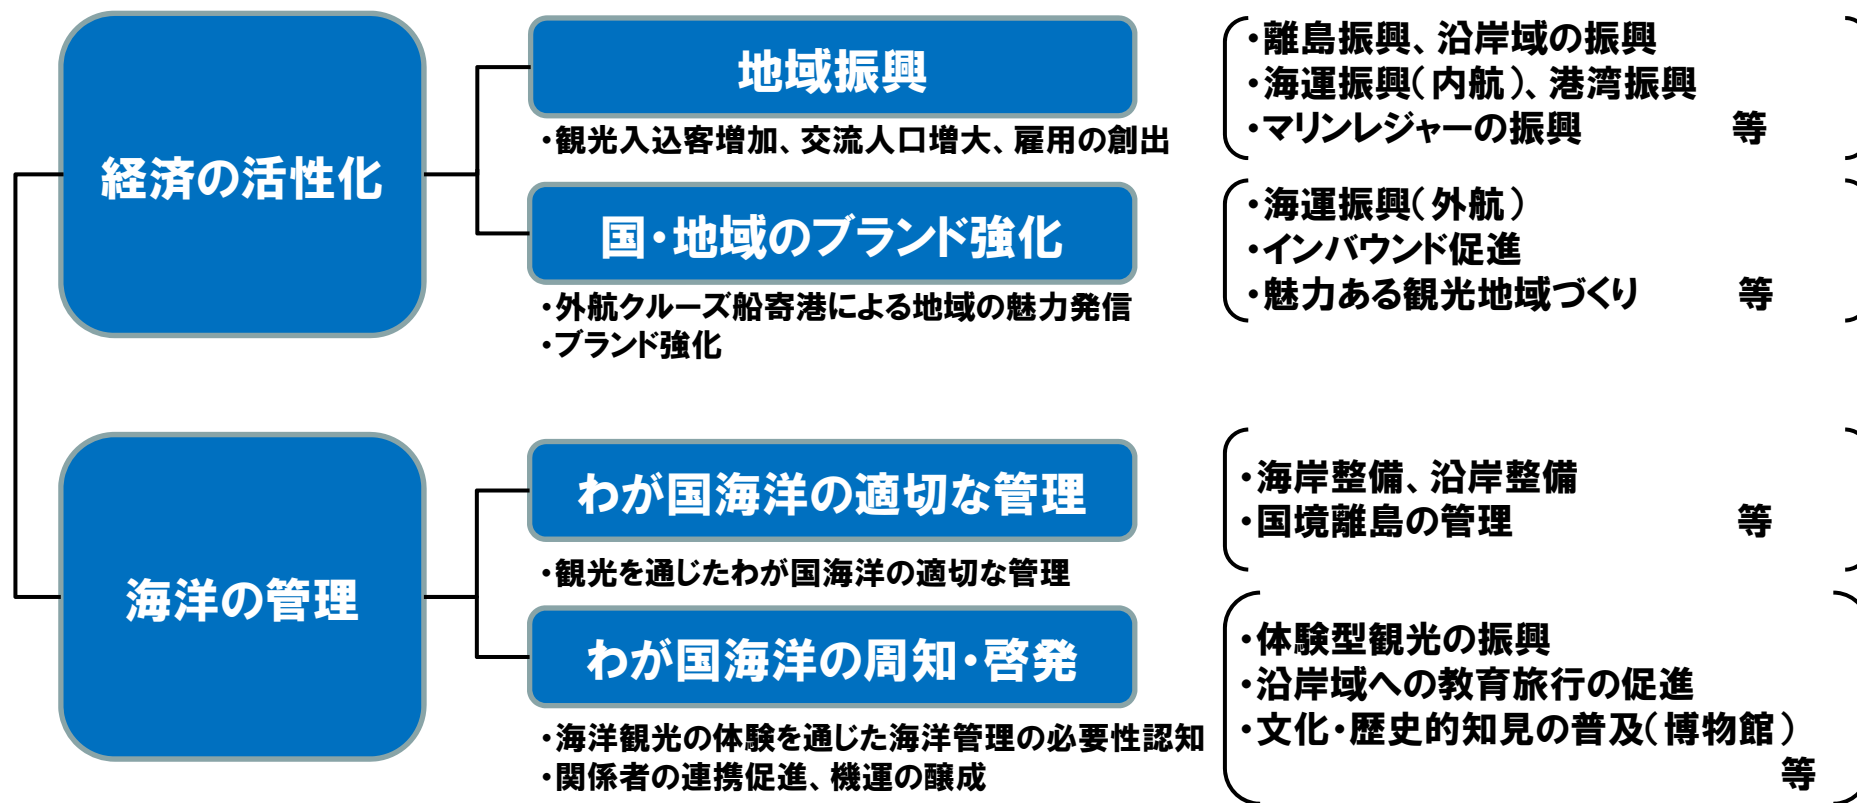 経済の活性化
地域振興
・観光入込客増加、交流人口増大、雇用の創出
・離島振興、沿岸域の振興
・海運振興(内航)、港湾振興
・マリンレジャーの振興 等
国・地域のブランド強化
・外航クルーズ船寄港による地域の魅力発信
・ブランド強化
・海運振興(外航)
・インバウンド促進
・魅力ある観光地域づくり 等
海洋の管理
わが国海洋の適切な管理
・観光を通じたわが国海洋の適切な管理
・海岸整備、沿岸整備
・国境離島の管理 等
わが国海洋の周知・啓発
・海洋観光の体験を通じた海洋管理の必要性認知
・関係者の連携促進、機運の醸成
・体験型観光の振興
・沿岸域への教育旅行の促進
・文化・歴史的知見の普及(博物館)
等